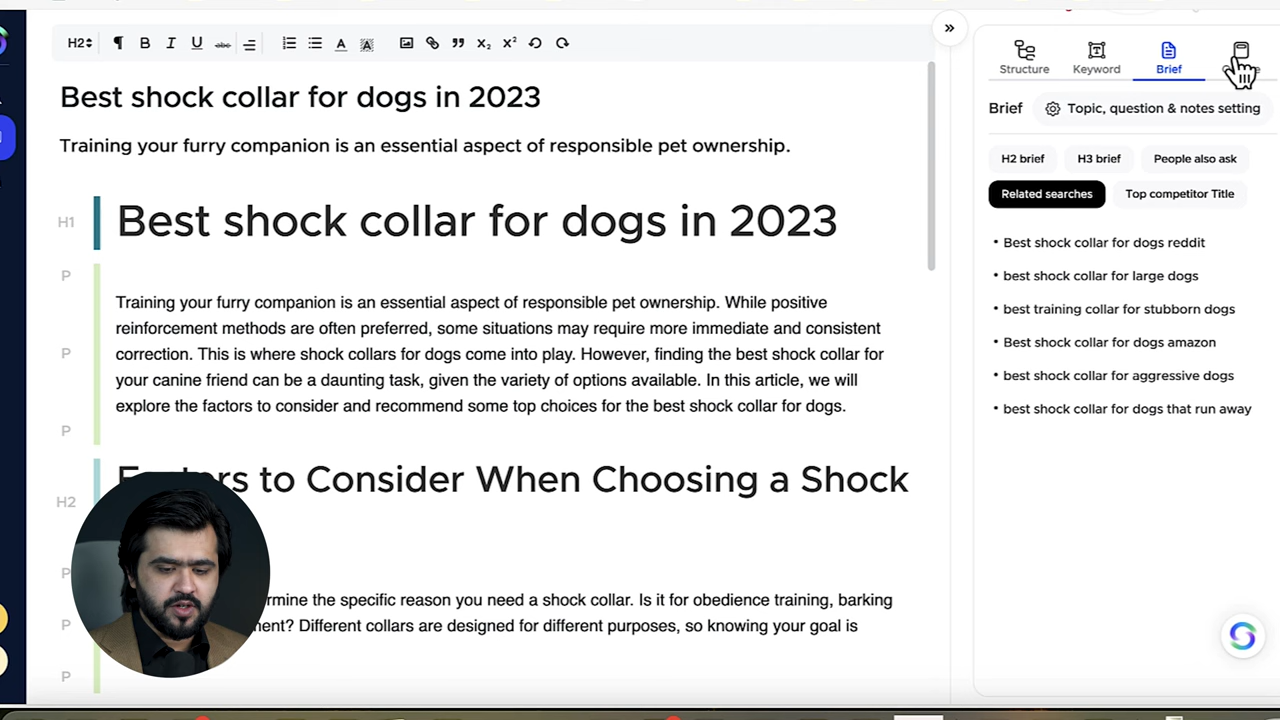 H2
B
I
U
abc
A
A
X₂
X²
Best shock collar for dogs in 2023
Training your furry companion is an essential aspect of responsible pet ownership.
H1
Best shock collar for dogs in 2023
P
Training your furry companion is an essential aspect of responsible pet ownership. While positive
P
reinforcement methods are often preferred, some situations may require more immediate and consistent
correction. This is where shock collars for dogs come into play. However, finding the best shock collar for
your canine friend can be a daunting task, given the variety of options available. In this article, we will
explore the factors to consider and recommend some top choices for the best shock collar for dogs.
P
H2
to Consider When Choosing a Shock
P
the specific reason you need a shock collar. Is it for obedience training, barking
P
Different collars are designed for different purposes, so knowing your goal is
P
Structure
Keyword
Brief
Brief
Topic, question & notes setting
H2 brief
H3 brief
People also ask
Related searches
Top competitor Title
• Best shock collar for dogs reddit
• best shock collar for large dogs
• best training collar for stubborn dogs
• Best shock collar for dogs amazon
• best shock collar for aggressive dogs
• best shock collar for dogs that run away